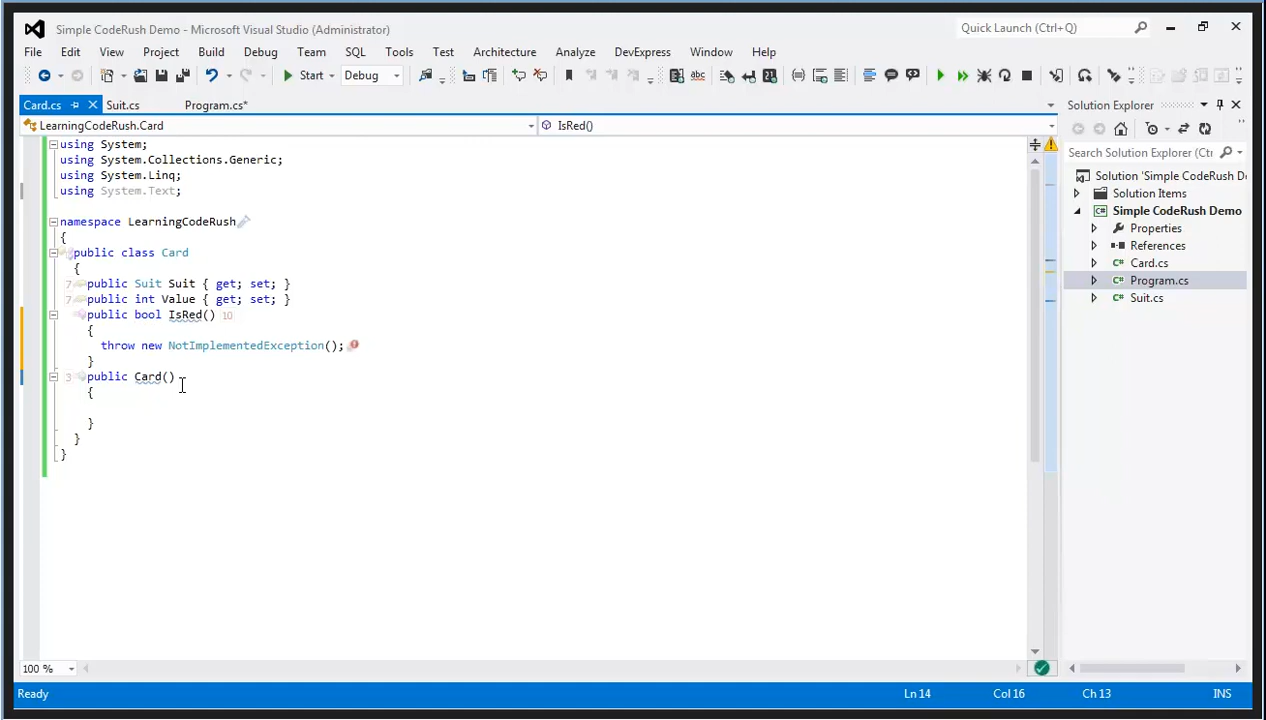 Simple CodeRush Demo - Microsoft Visual Studio (Administrator)
Quick Launch (Ctrl+Q)
File Edit View Project Build Debug Team SQL Tools Test Architecture Analyze DevExpress Window Help
Start Debug abc
Card.cs Suit.cs Program.cs*
Solution Explorer
LearningCodeRush.Card IsRed()
using System;
using System.Collections.Generic;
using System.Linq;
using System.Text;
namespace LearningCodeRush
{
public class Card
{
7 public Suit Suit { get; set; }
7 public int Value { get; set; }
public bool IsRed() 10
{
throw new NotImplementedException();
}
3 public Card()
{
}
}
}
Search Solution Explorer (Ctrl
Solution 'Simple CodeRush D
Solution Items
C# Simple CodeRush Demo
Properties
References
C# Card.cs
C# Program.cs
C# Suit.cs
100 %
Ready Ln 14 Col 16 Ch 13 INS